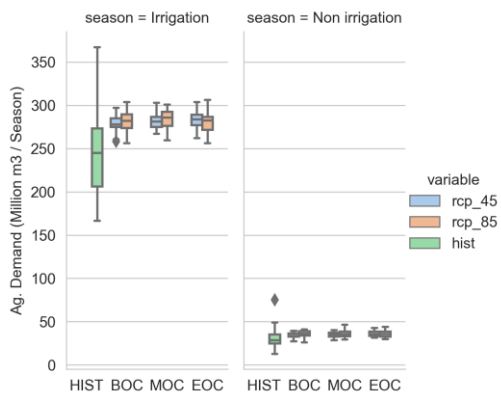 season = Irrigation
season = Non irrigation
Ag. Demand (Million m3 / Season)
350
300
250
200
150
100
50
0
HIST BOC MOC EOC
HIST BOC MOC EOC
variable
rcp_45
rcp_85
hist